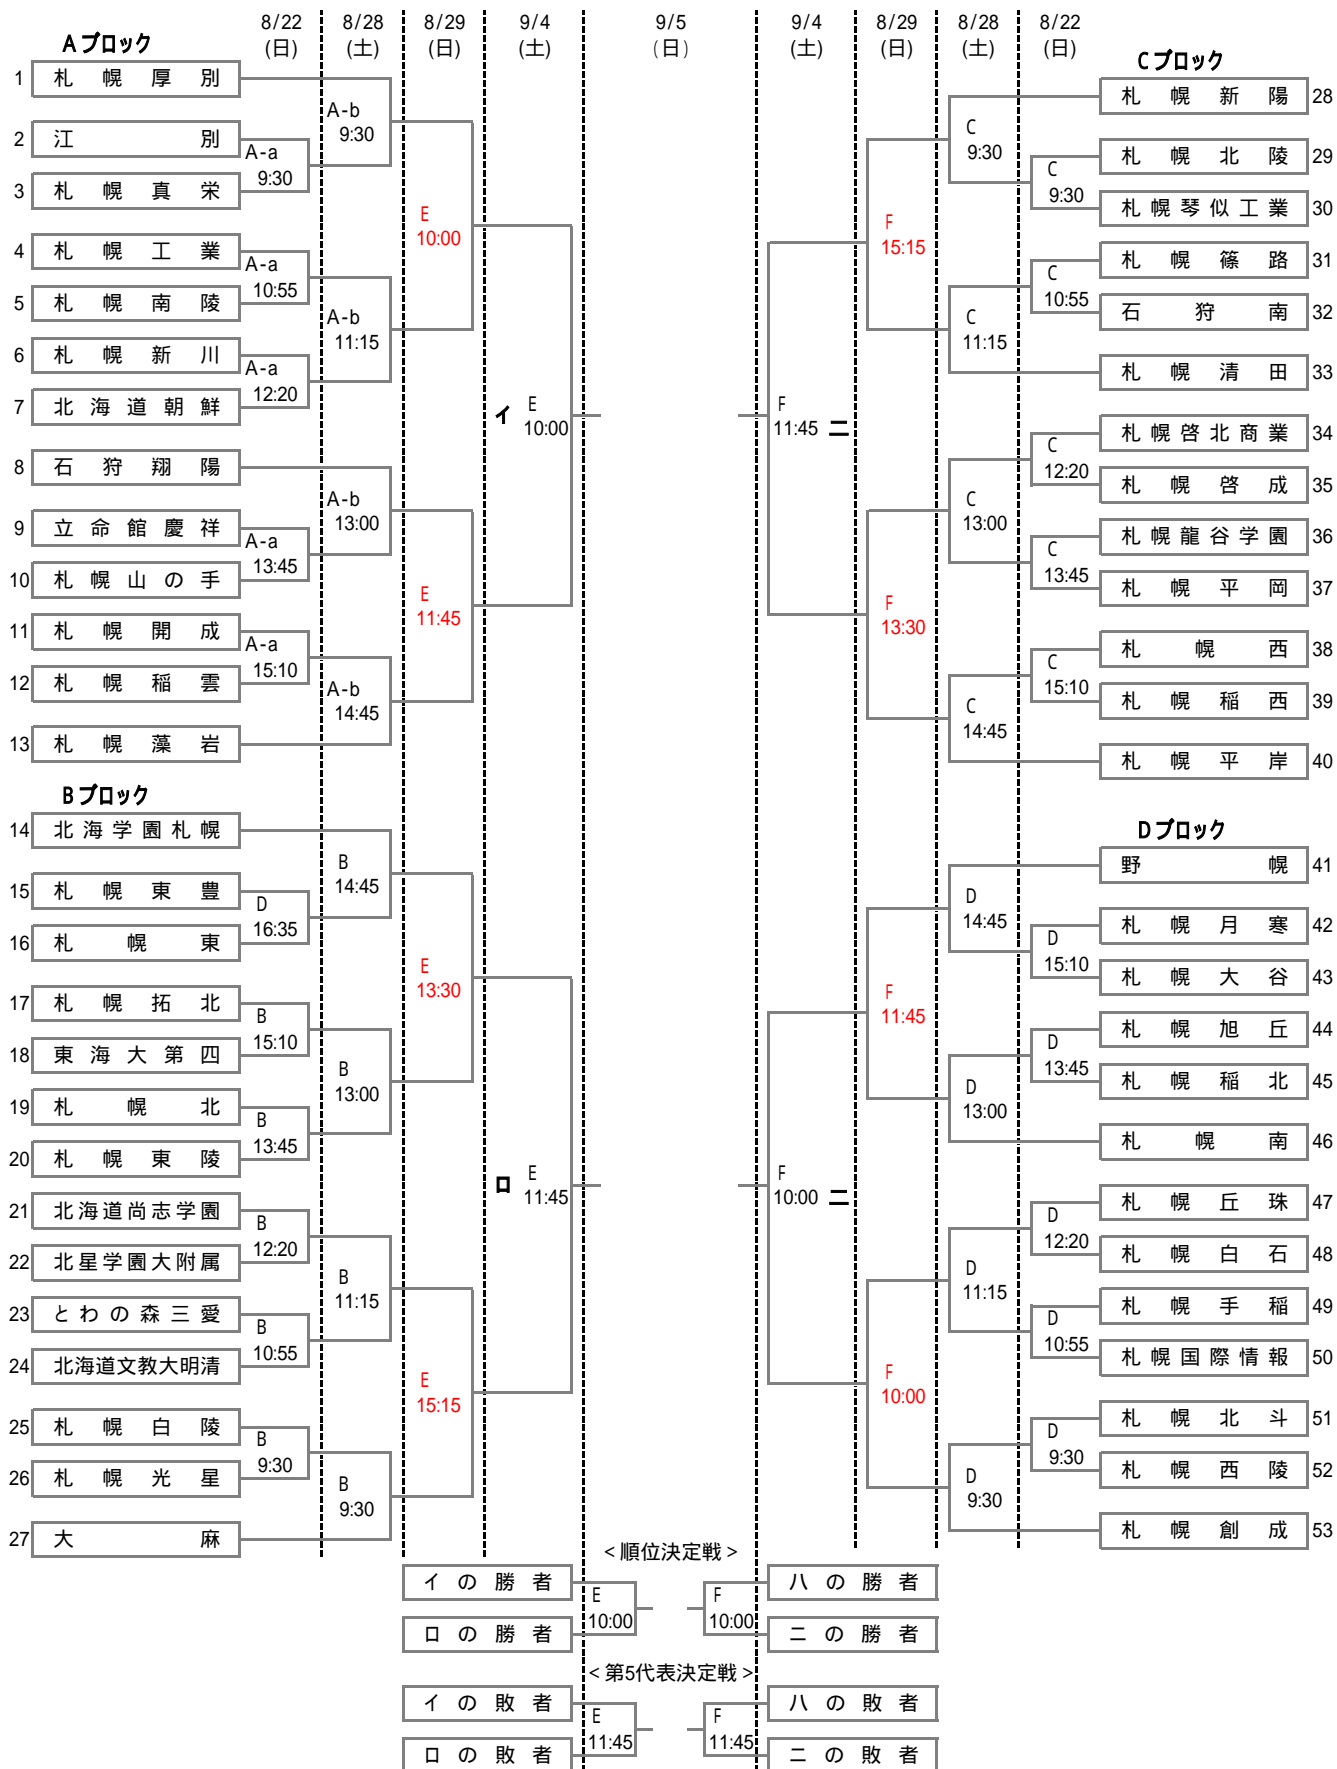 8/22 8/28 8/29 9/4 9/5 9/4 8/29 8/28 8/22
(日) (土) (日) (土) (日) (土) (日) (土) (日)
Aブロック
1 札幌厚別
A-b
9:30
2 江別
A-a
9:30
3 札幌真栄
E
10:00
4 札幌工業
A-a
10:55
5 札幌南陵
A-b
11:15
6 札幌新川
A-a
12:20
7 北海道朝鮮
イ E
10:00
8 石狩翔陽
A-b
13:00
9 立命館慶祥
A-a
13:45
10 札幌山の手
E
11:45
11 札幌開成
A-a
15:10
12 札幌稲雲
A-b
14:45
13 札幌藻岩
Bブロック
14 北海学園札幌
B
14:45
15 札幌東豊
D
16:35
16 札幌東
E
13:30
17 札幌拓北
B
15:10
18 東海大第四
B
13:00
19 札幌北
B
13:45
20 札幌東陵
ロ E
11:45
21 北海道尚志学園
B
12:20
22 北星学園大附属
B
11:15
23 とわの森三愛
B
10:55
24 北海道文教大明清
E
15:15
25 札幌白陵
B
9:30
26 札幌光星
B
9:30
27 大麻
Cブロック
札幌新陽 28
C
9:30
札幌北陵 29
C
9:30
札幌琴似工業 30
F
15:15
札幌篠路 31
C
10:55
石狩南 32
C
11:15
札幌清田 33
F
11:45 ニ
札幌啓北商業 34
C
12:20
札幌啓成 35
C
13:00
札幌龍谷学園 36
C
13:45
札幌平岡 37
F
13:30
札幌西 38
C
15:10
札幌稲西 39
C
14:45
札幌平岸 40
Dブロック
野幌 41
D
14:45
札幌月寒 42
D
15:10
札幌大谷 43
F
11:45
札幌旭丘 44
D
13:45
札幌稲北 45
D
13:00
札幌南 46
F
10:00 ニ
札幌丘珠 47
D
12:20
札幌白石 48
D
11:15
札幌手稲 49
D
10:55
札幌国際情報 50
F
10:00
札幌北斗 51
D
9:30
札幌西陵 52
D
9:30
札幌創成 53
<順位決定戦>
イの勝者 E 10:00 ロの勝者
ハの勝者 F 10:00 ニの勝者
<第5代表決定戦>
イの敗者 E 11:45 ロの敗者
ハの敗者 F 11:45 ニの敗者